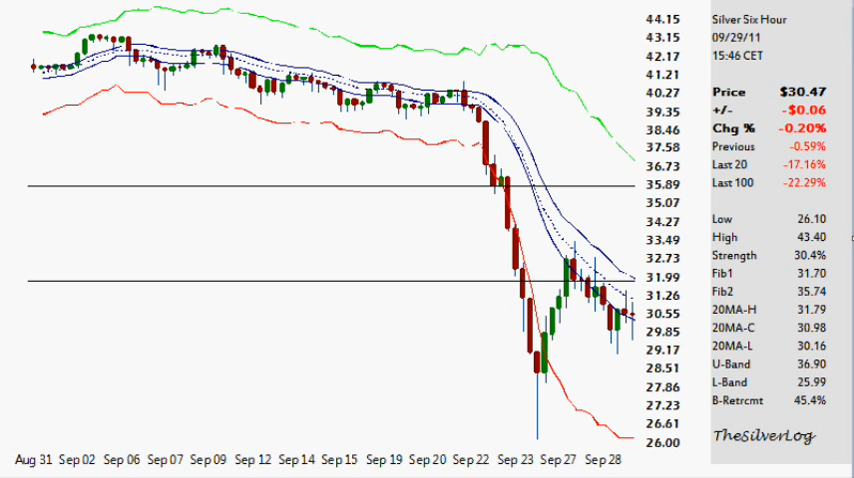 44.15
43.15
42.17
41.21
40.27
39.35
38.46
37.58
36.73
35.89
35.07
34.27
33.49
32.73
31.99
31.26
30.55
29.85
29.17
28.51
27.86
27.23
26.61
26.00
Aug 31 Sep 02 Sep 06 Sep 07 Sep 09 Sep 12 Sep 14 Sep 15 Sep 19 Sep 20 Sep 22 Sep 23 Sep 27 Sep 28
Silver Six Hour
09/29/11
15:46 CET
Price $30.47
+/- -$0.06
Chg % -0.20%
Previous -0.59%
Last 20 -17.16%
Last 100 -22.29%
Low 26.10
High 43.40
Strength 30.4%
Fib1 31.70
Fib2 35.74
20MA-H 31.79
20MA-C 30.98
20MA-L 30.16
U-Band 36.90
L-Band 25.99
B-Retrcmt 45.4%
TheSilverLog